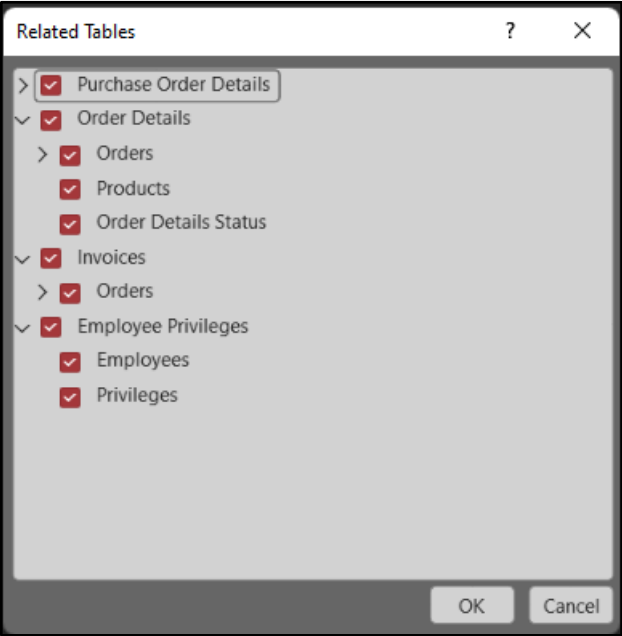 Related Tables ?
Purchase Order Details
Order Details
Orders
Products
Order Details Status
Invoices
Orders
Employee Privileges
Employees
Privileges
OK Cancel